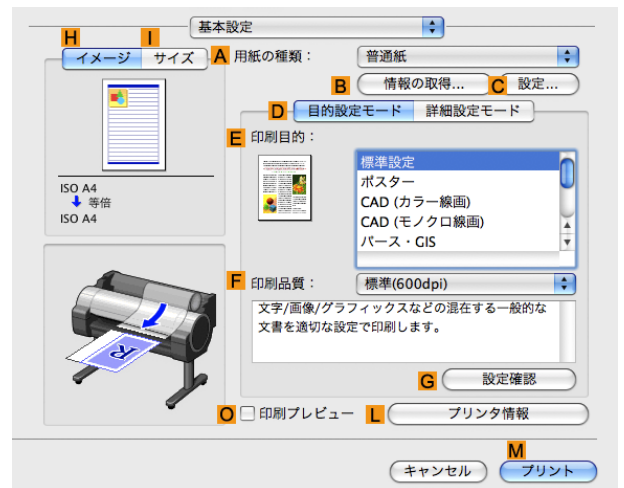 基本設定
H
I
イメージ
サイズ
A
用紙の種類：
普通紙
B
情報の取得...
C
設定...
D
目的設定モード
詳細設定モード
E
印刷目的：
標準設定
ポスター
CAD (カラー線画)
CAD (モノクロ線画)
パース・GIS
ISO A4
等倍
ISO A4
F
印刷品質：
標準(600dpi)
文字/画像/グラフィックスなどの混在する一般的な
文書を適切な設定で印刷します。
R
G
設定確認
O
印刷プレビュー
L
プリンタ情報
M
キャンセル
プリント